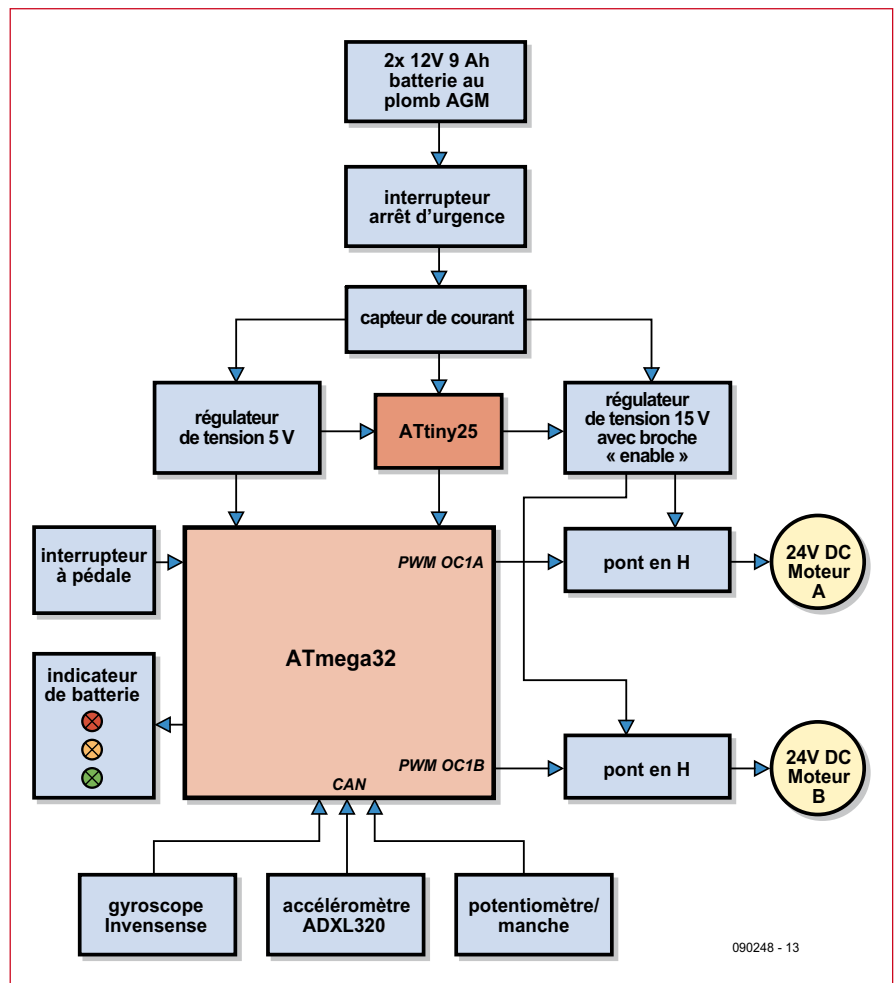 2x 12V 9 Ah
batterie au
plomb AGM
interrupteur
arrêt d'urgence
capteur de courant
régulateur
de tension 5 V
ATtiny25
régulateur
de tension 15 V
avec broche
« enable »
interrupteur
à pédale
PWM OC1A
pont en H
24V DC
Moteur
A
ATmega32
indicateur
de batterie
PWM OC1B
CAN
pont en H
24V DC
Moteur
B
gyroscope
Invensense
accéléromètre
ADXL320
potentiomètre/
manche
090248 - 13